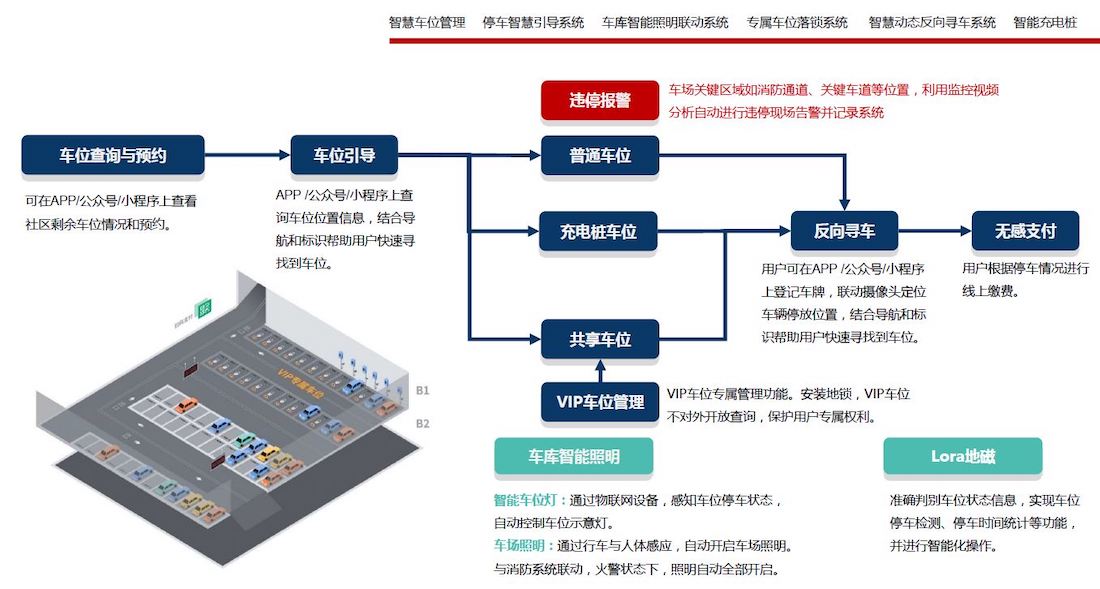 智慧车位管理 停车智慧引导系统 车库智能照明联动系统 专属车位落锁系统 智慧动态反向寻车系统 智能充电桩
违停报警
车场关键区域如消防通道、关键车道等位置，利用监控视频
分析自动进行违停现场告警并记录系统
车位查询与预约
可在APP/公众号/小程序上查看
社区剩余车位情况和预约。
车位引导
APP /公众号/小程序上查
询车位位置信息，结合导
航和标识帮助用户快速寻
找到车位。
普通车位
充电桩车位
共享车位
VIP车位管理
VIP车位专属管理功能。安装地锁，VIP车位
不对外开放查询，保护用户专属权利。
反向寻车
用户可在APP /公众号/小程序
上登记车牌，联动摄像头定位
车辆停放位置，结合导航和标
识帮助用户快速寻找到车位。
无感支付
用户根据停车情况进行
线上缴费。
VIP专属车位
B1
B2
车库智能照明
智能车位灯：通过物联网设备，感知车位停车状态，
自动控制车位示意灯。
车场照明：通过行车与人体感应，自动开启车场照明。
与消防系统联动，火警状态下，照明自动全部开启。
Lora地磁
准确判别车位状态信息，实现车位
停车检测、停车时间统计等功能，
并进行智能化操作。